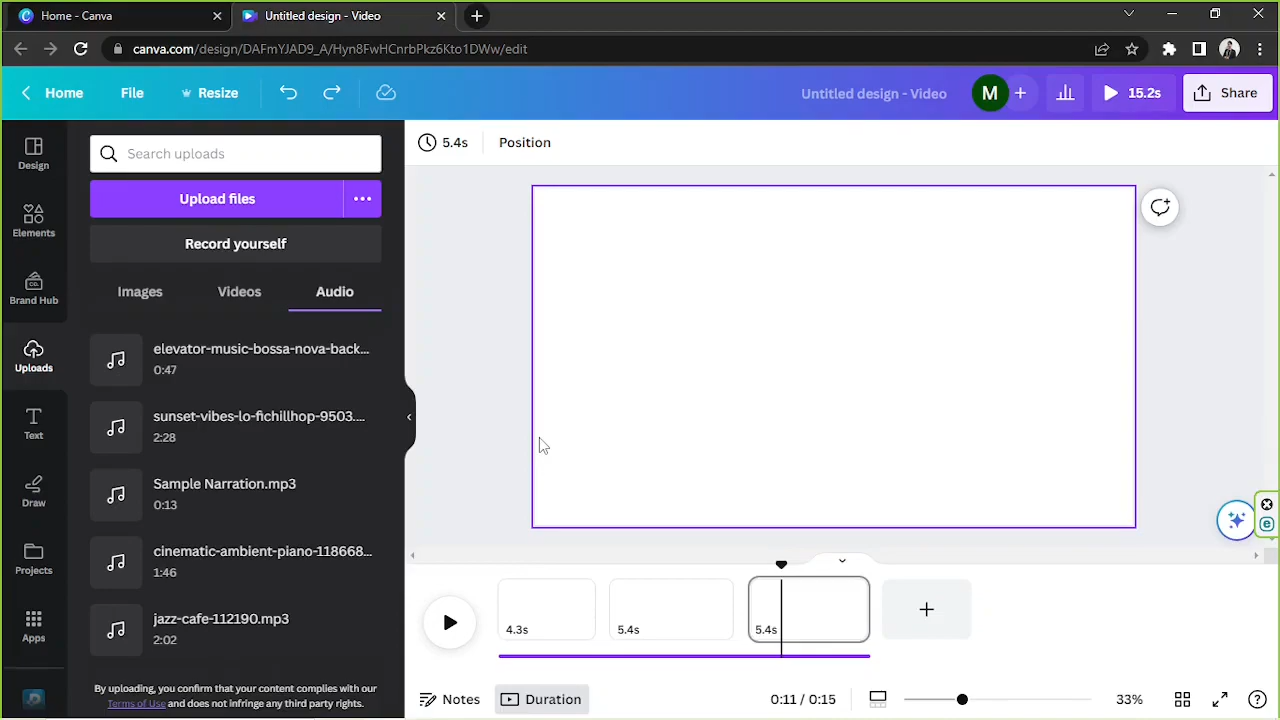 Home - Canva
Untitled design - Video
canva.com/design/DAFmYJAD9_A/Hyn8FwHCnrbPkz6Kto1DWw/edit
Home
File
Resize
Untitled design - Video
M
15.2s
Share
Design
Elements
Brand Hub
Uploads
Text
Draw
Projects
Apps
Search uploads
Upload files
Record yourself
Images
Videos
Audio
elevator-music-bossa-nova-back...
0:47
sunset-vibes-lo-fichillhop-9503....
2:28
Sample Narration.mp3
0:13
cinematic-ambient-piano-118668...
1:46
jazz-cafe-112190.mp3
2:02
By uploading, you confirm that your content complies with our
Terms of Use and does not infringe any third party rights.
5.4s
Position
4.3s
5.4s
5.4s
Notes
Duration
0:11 / 0:15
33%